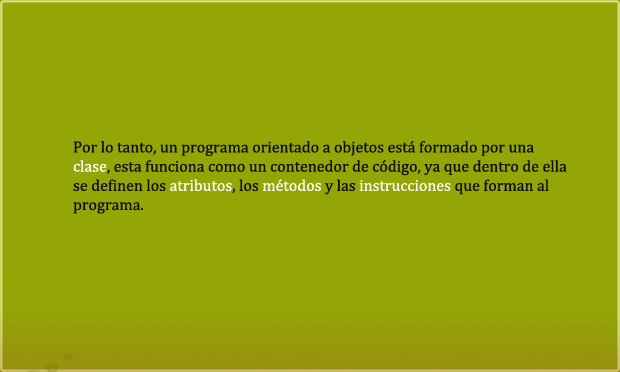 Por lo tanto, un programa orientado a objetos está formado por una
clase, esta funciona como un contenedor de código, ya que dentro de ella
se definen los atributos, los métodos y las instrucciones que forman al
programa.